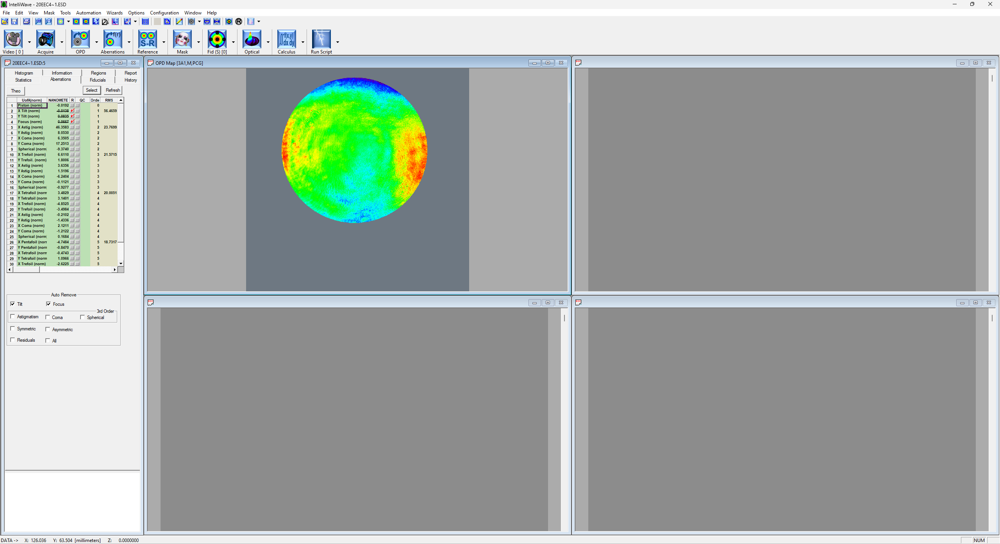 IntelliWave - 20EEC4~1.ESD
File Edit View Mask Tools Automation Wizards Options Configuration Window Help
Video [ 0 ] Acquire OPD Aberrations Reference Mask Fid (S) [0] Optical Calculus Run Script
f(r) S-R ∫∫ f(x,y) dx dy
20EEC4~1.ESD:5
OPD Map [3A1,M,PCG]
Histogram Information Regions Report
Statistics Aberrations Fiducials History
Theo Select Refresh
UofA(norm) NANOMETE R QC Orde RMS
1 Piston (norm) -0.0192 0
2 X Tilt (norm) -0.0138 1 56.4659
3 Y Tilt (norm) 0.0835 1
4 Focus (norm) 0.0667 1
5 X Astig (norm) 46.3583 2 23.7699
6 Y Astig (norm) 8.0530 2
7 X Coma (norm) 6.3505 2
8 Y Coma (norm) 17.2513 2
9 Spherical (norm -9.3740 2
10 X Trefoil (norm) 6.6110 3 21.5715
11 Y Trefoil. (norm) 1.8006 3
12 X Astig (norm) 3.6356 3
13 Y Astig (norm) 1.5196 3
14 X Coma (norm) -6.2404 3
15 Y Coma (norm) -0.1121 3
16 Spherical (norm -0.9277 3
17 X Tetrafoil (norm 3.4829 4 20.0051
18 Y Tetrafoil (norm 3.1401 4
19 X Trefoil (norm) -4.8525 4
20 Y Trefoil (norm) -3.4984 4
21 X Astig (norm) -0.2102 4
22 Y Astig (norm) -1.4336 4
23 X Coma (norm) 2.1211 4
24 Y Coma (norm) -1.2122 4
25 Spherical (norm 0.1684 4
26 X Pentafoil (norr -4.7484 5 18.7317
27 Y Pentafoil (norn -0.8470 5
28 X Tetrafoil (norm -0.4743 5
29 Y Tetrafoil (norm 1.0966 5
30 X Trefoil (norm) -2.6225 5
Auto Remove
Tilt Focus
3rd Order
Astigmatism Coma Spherical
Symmetric Asymmetric
Residuals All
DATA -> X: 126.036 Y: 63.504 [millimeters] Z: 0.0000000
NUM